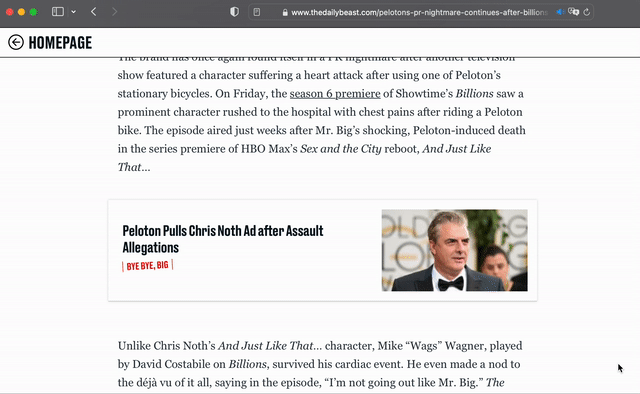 www.thedailybeast.com/pelotons-pr-nightmare-continues-after-billions
HOMEPAGE
The brand has once again found itself in a PR nightmare after another television
show featured a character suffering a heart attack after using one of Peloton's
stationary bicycles. On Friday, the season 6 premiere of Showtime's Billions saw a
prominent character rushed to the hospital with chest pains after riding a Peloton
bike. The episode aired just weeks after Mr. Big's shocking, Peloton-induced death
in the series premiere of HBO Max's Sex and the City reboot, And Just Like
That...
Peloton Pulls Chris Noth Ad after Assault
Allegations
BYE BYE, BIG
Unlike Chris Noth's And Just Like That... character, Mike “Wags” Wagner, played
by David Costabile on Billions, survived his cardiac event. He even made a nod to
the déjà vu of it all, saying in the episode, “I'm not going out like Mr. Big.” The